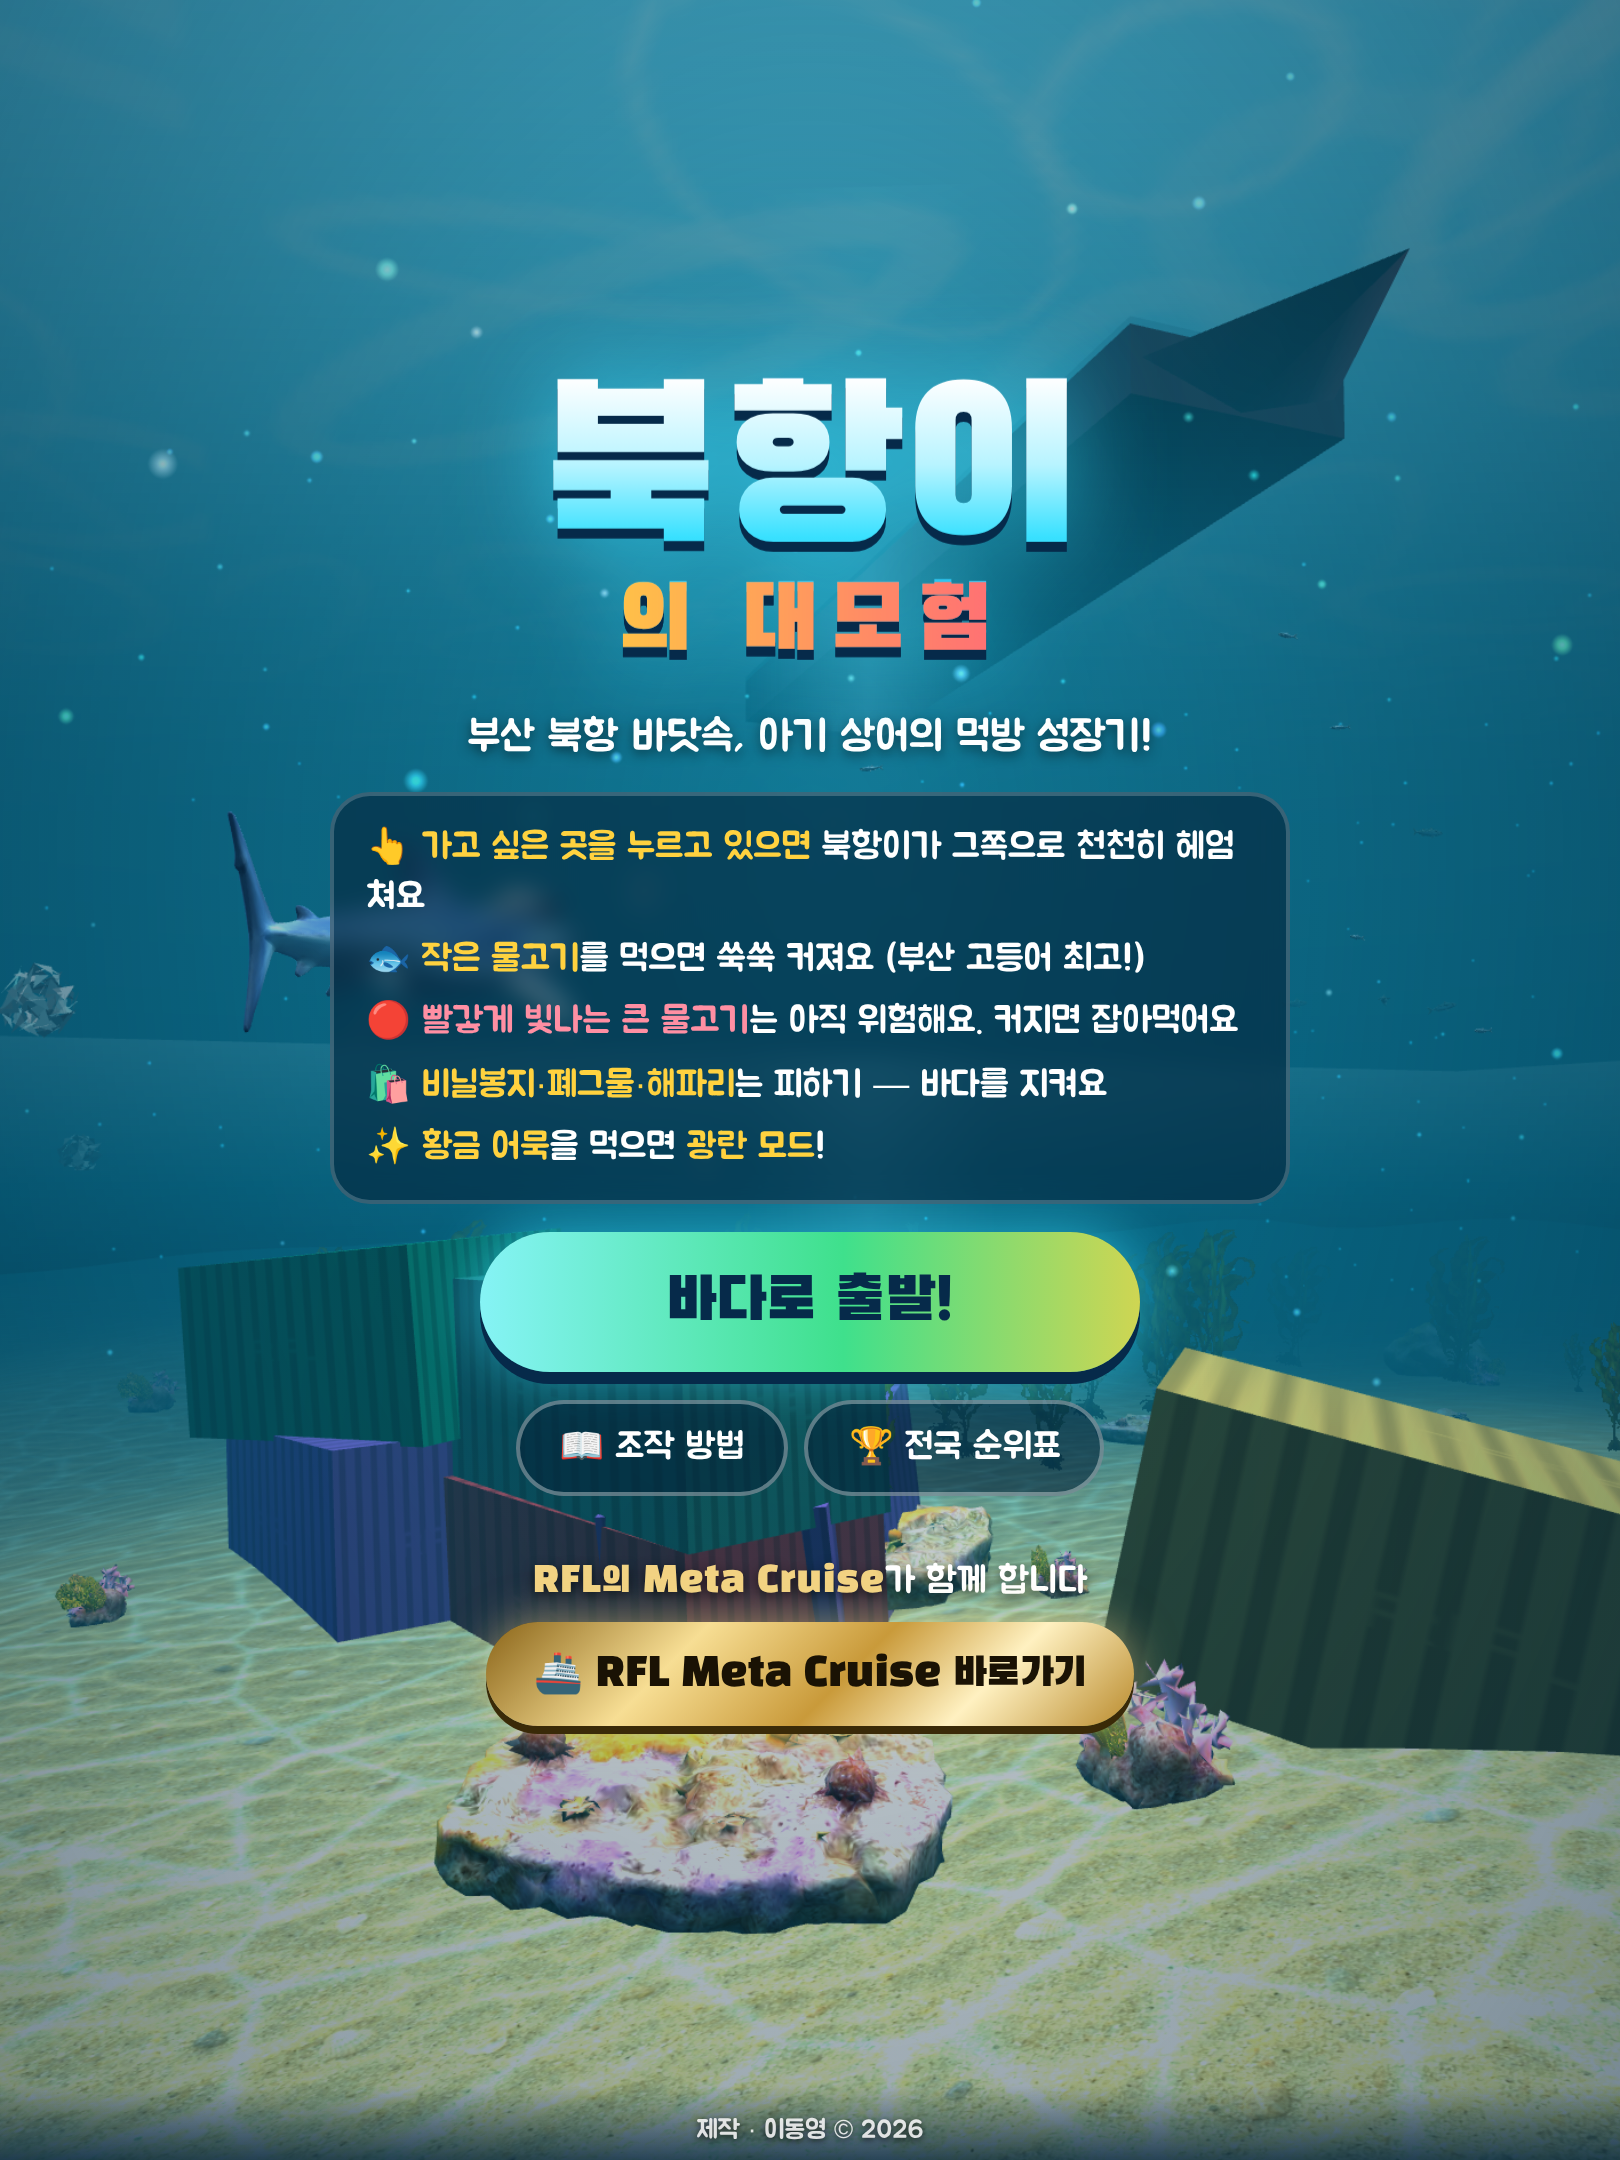 북항이
의 대모험
부산 북항 바닷속, 아기 상어의 먹방 성장기!
👆 가고 싶은 곳을 누르고 있으면 북항이가 그쪽으로 천천히 헤엄
쳐요
🐟 작은 물고기를 먹으면 쑥쑥 커져요 (부산 고등어 최고!)
🔴 빨갛게 빛나는 큰 물고기는 아직 위험해요. 커지면 잡아먹어요
🛍️ 비닐봉지·폐그물·해파리는 피하기 — 바다를 지켜요
✨ 황금 어묵을 먹으면 광란 모드!
바다로 출발!
📖 조작 방법
🏆 전국 순위표
RFL의 Meta Cruise가 함께 합니다
🚢 RFL Meta Cruise 바로가기
제작 · 이동영 © 2026